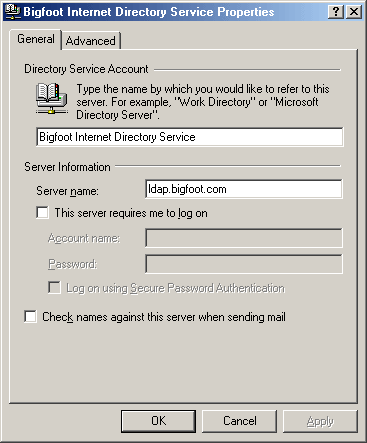 Bigfoot Internet Directory Service Properties
General Advanced
Directory Service Account
Type the name by which you would like to refer to this
server. For example, "Work Directory" or "Microsoft
Directory Server".
Bigfoot Internet Directory Service
Server Information
Server name: ldap.bigfoot.com
This server requires me to log on
Account name:
Password:
Log on using Secure Password Authentication
Check names against this server when sending mail
OK Cancel Apply